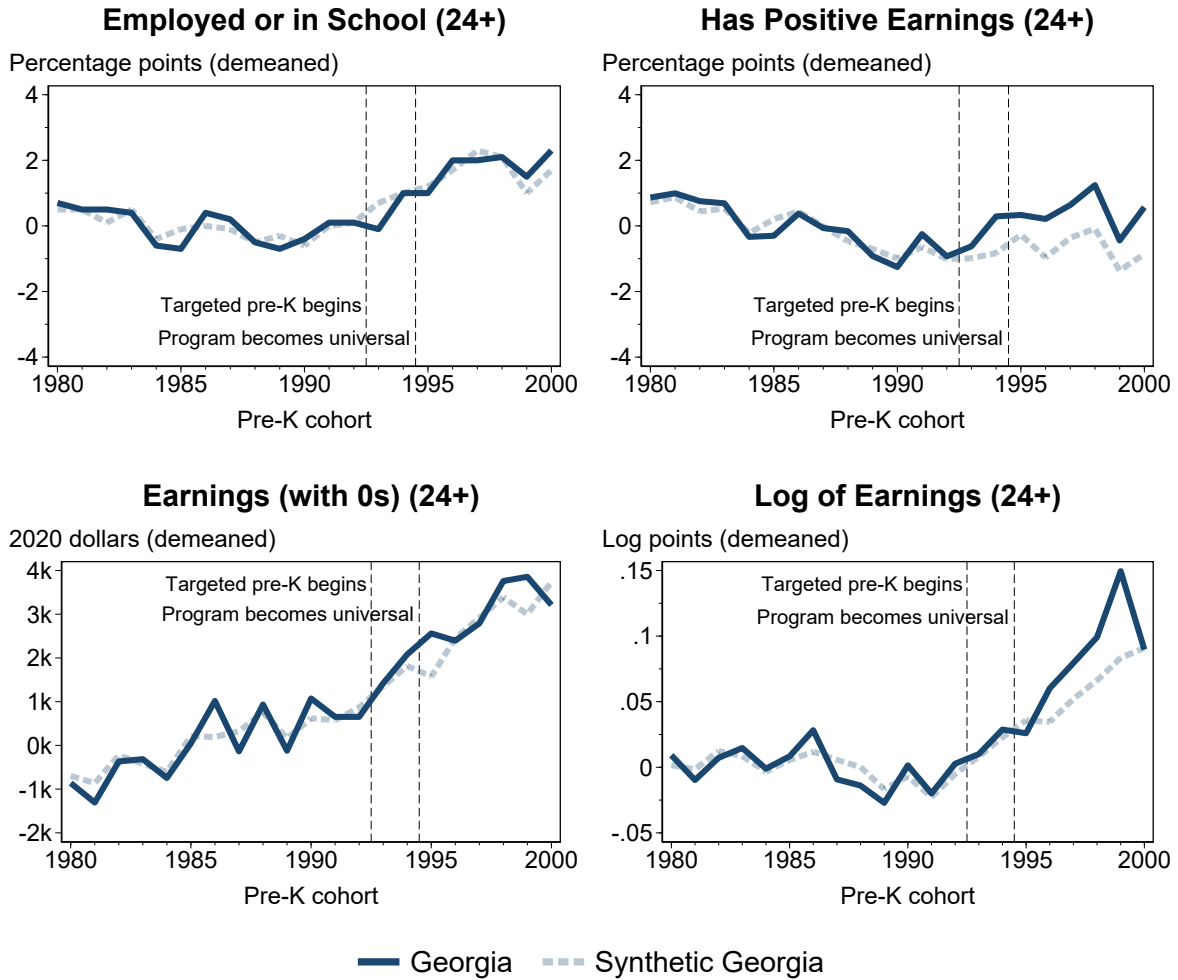 Employed or in School (24+)
Percentage points (demeaned)
4
2
0
-2
-4
Targeted pre-K begins
Program becomes universal
1980 1985 1990 1995 2000
Pre-K cohort
Has Positive Earnings (24+)
Percentage points (demeaned)
4
2
0
-2
-4
Targeted pre-K begins
Program becomes universal
1980 1985 1990 1995 2000
Pre-K cohort
Earnings (with 0s) (24+)
2020 dollars (demeaned)
4k
3k
2k
1k
0k
-1k
-2k
Targeted pre-K begins
Program becomes universal
1980 1985 1990 1995 2000
Pre-K cohort
Log of Earnings (24+)
Log points (demeaned)
.15
.1
.05
0
-.05
Targeted pre-K begins
Program becomes universal
1980 1985 1990 1995 2000
Pre-K cohort
Georgia Synthetic Georgia